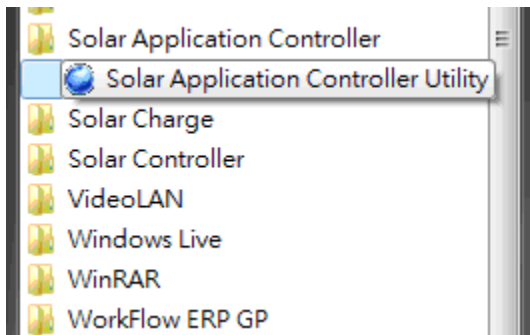 Solar Application Controller
Solar Application Controller Utility
Solar Charge
Solar Controller
VideoLAN
Windows Live
WinRAR
WorkFlow ERP GP